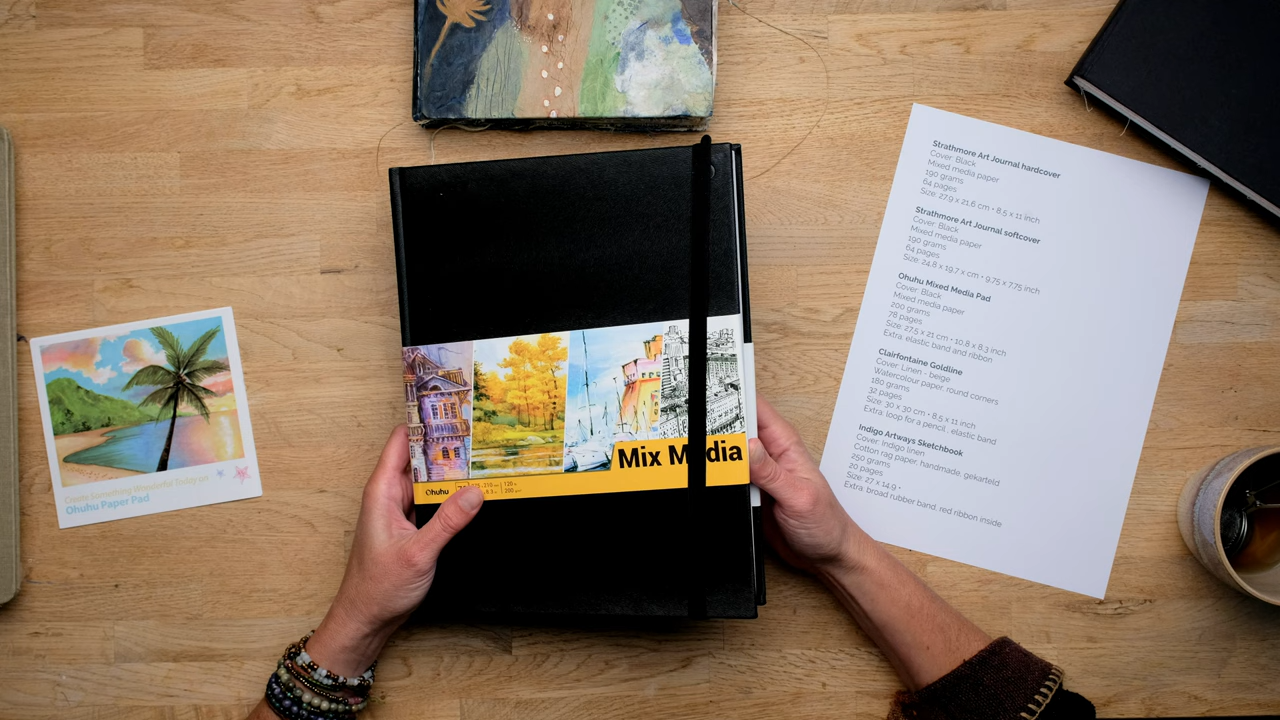 Create Something Wonderful Today on
Ohuhu Paper Pad
Mix M dia
Ohuhu
120 lb
200 gsm
Strathmore Art Journal hardcover
Cover: Black
Mixed media paper
190 grams
64 pages
Size: 27,9 x 21,6 cm • 8,5 x 11 inch
Strathmore Art Journal softcover
Cover: Black
Mixed media paper
190 grams
64 pages
Size: 24,8 x 19,7 x cm • 9,75 x 7,75 inch
Ohuhu Mixed Media Pad
Cover: Black
Mixed media paper
200 grams
78 pages
Size: 27,5 x 21 cm • 10,8 x 8,3 inch
Extra: elastic band and ribbon
Clairfontaine Goldline
Cover: Linen - beige
Watercolour paper, round corners
180 grams
32 pages
Size: 30 x 30 cm • 8,5 x 11 inch
Extra: loop for a pencil , elastic band
Indigo Artways Sketchbook
Cover: Indigo linen
Cotton rag paper, handmade, gekarteld
250 grams
20 pages
Size: 27 x 14,9 •
Extra: broad rubber band, red ribbon inside